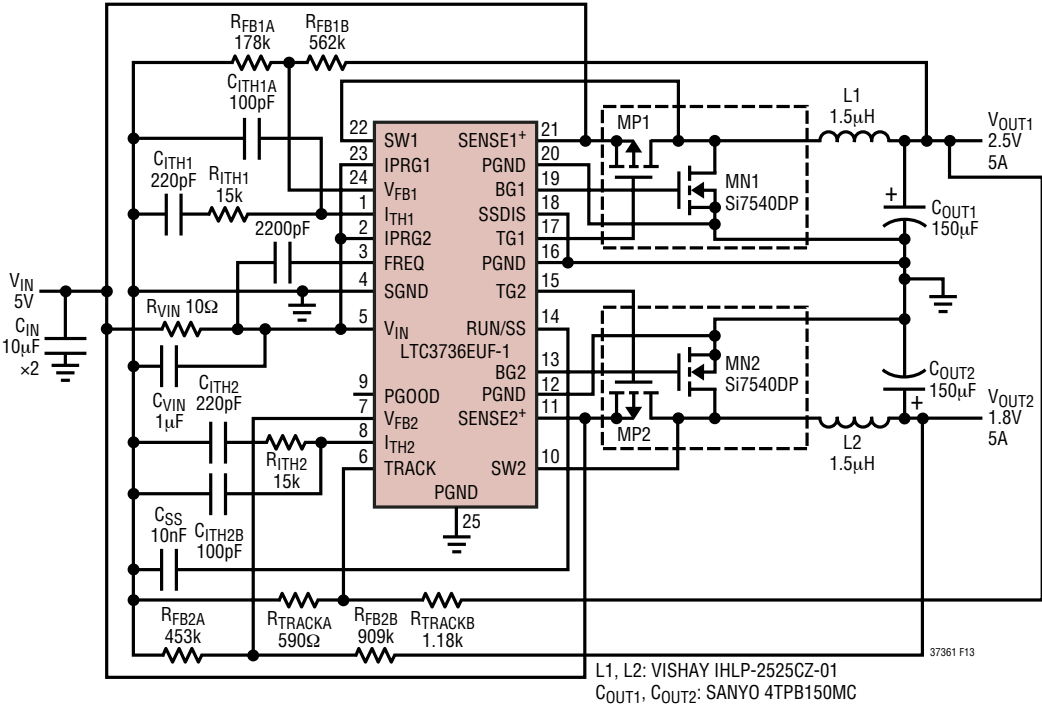 RFB1A
178k
RFB1B
562k
CITH1A
100pF
CITH1
220pF
RITH1
15k
2200pF
VIN
5V
CIN
10µF
×2
RVIN 10Ω
CVIN
1µF
CITH2
220pF
RITH2
15k
CSS
10nF
CITH2B
100pF
RFB2A
453k
RTRACKA
590Ω
RFB2B
909k
RTRACKB
1.18k
22 SW1
23 IPRG1
24 VFB1
1 ITH1
2 IPRG2
3 FREQ
4 SGND
5 VIN
LTC3736EUF-1
9 PGOOD
7 VFB2
8 ITH2
6 TRACK
PGND
25
SENSE1+ 21
PGND 20
BG1 19
SSDIS 18
TG1 17
PGND 16
TG2 15
RUN/SS 14
BG2 13
PGND 12
SENSE2+ 11
SW2 10
MP1
MN1
Si7540DP
MN2
Si7540DP
MP2
L1
1.5µH
VOUT1
2.5V
5A
+
COUT1
150µF
COUT2
150µF
+
VOUT2
1.8V
5A
L2
1.5µH
37361 F13
L1, L2: VISHAY IHLP-2525CZ-01
COUT1, COUT2: SANYO 4TPB150MC